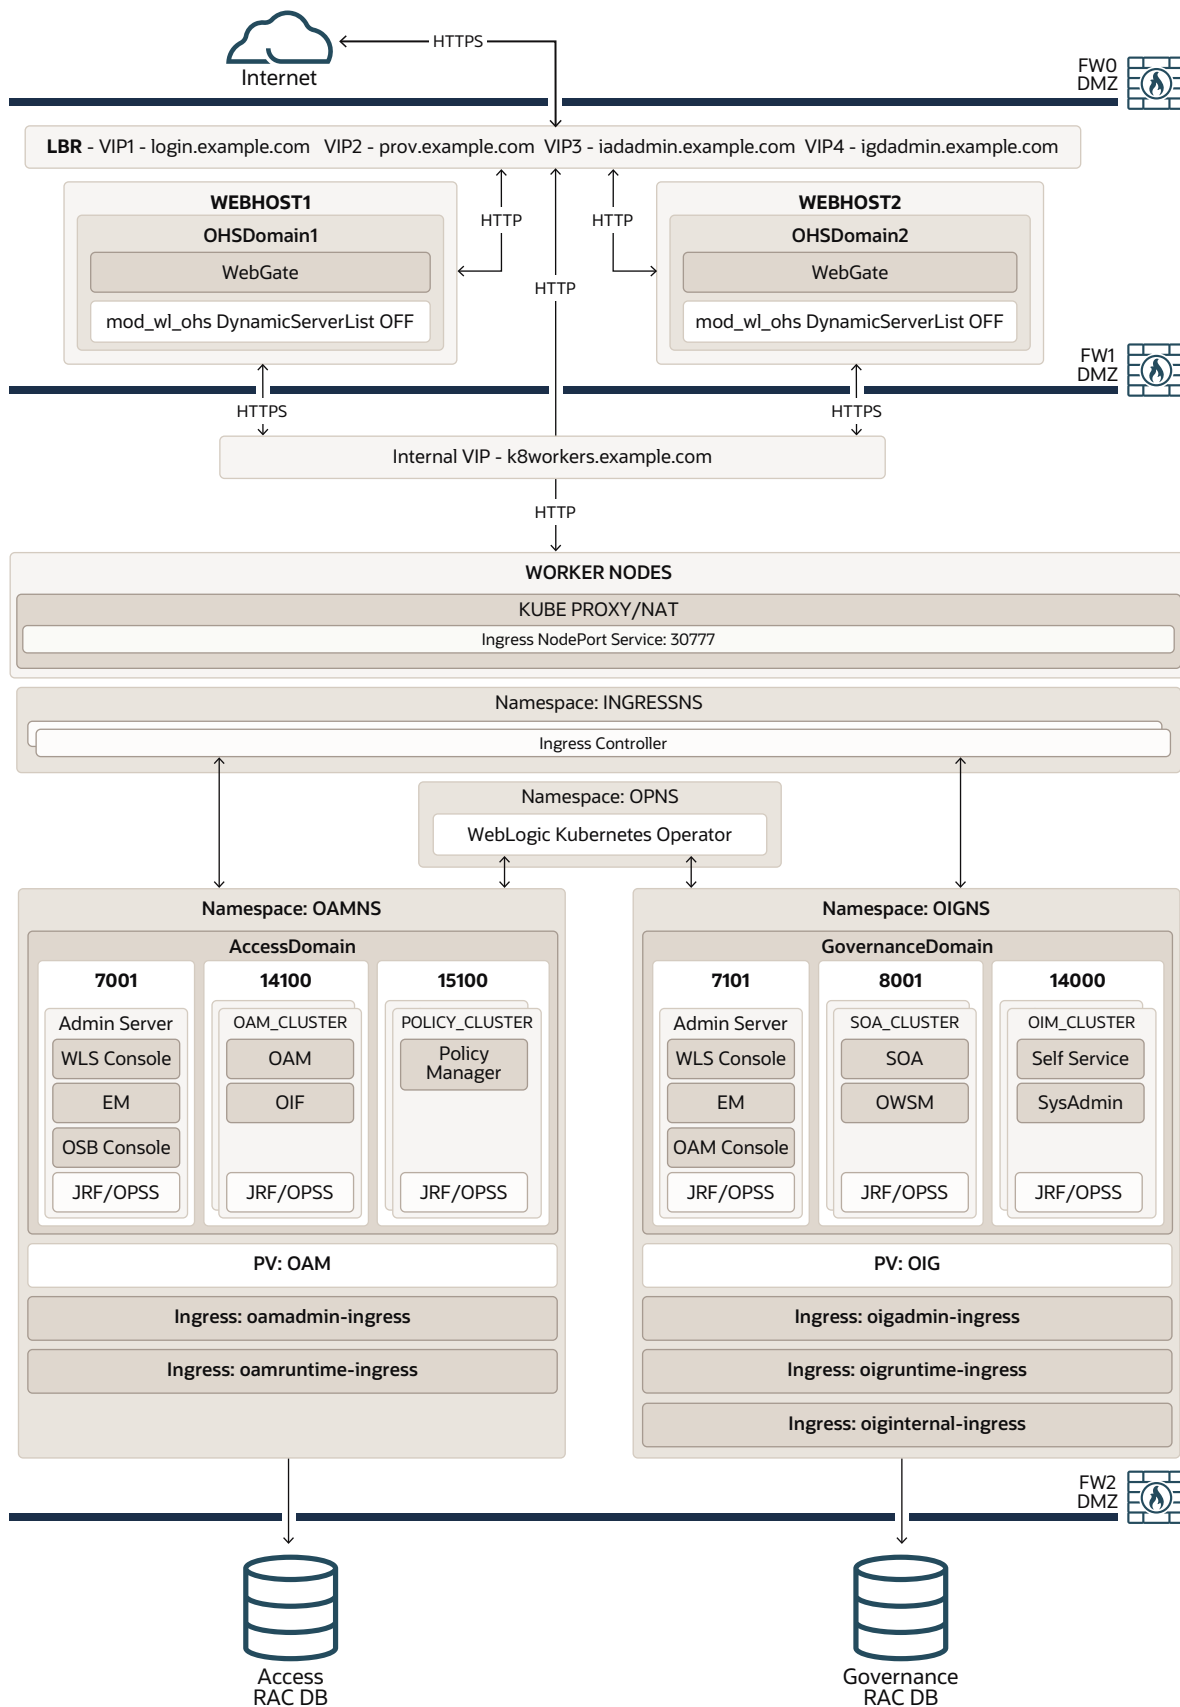 HTTPS
Internet
FW0
DMZ
LBR - VIP1 - login.example.com VIP2 - prov.example.com VIP3 - iadadmin.example.com VIP4 - igdadmin.example.com
WEBHOST1
OHSDomain1
WebGate
mod_wl_ohs DynamicServerList OFF
HTTP
HTTP
HTTP
WEBHOST2
OHSDomain2
WebGate
mod_wl_ohs DynamicServerList OFF
FW1
DMZ
HTTPS
HTTPS
Internal VIP - k8workers.example.com
HTTP
WORKER NODES
KUBE PROXY/NAT
Ingress NodePort Service: 30777
Namespace: INGRESSNS
Ingress Controller
Namespace: OPNS
WebLogic Kubernetes Operator
Namespace: OAMNS
AccessDomain
7001
Admin Server
WLS Console
EM
OSB Console
JRF/OPSS
14100
OAM_CLUSTER
OAM
OIF
JRF/OPSS
15100
POLICY_CLUSTER
Policy
Manager
JRF/OPSS
PV: OAM
Ingress: oamadmin-ingress
Ingress: oamruntime-ingress
Namespace: OIGNS
GovernanceDomain
7101
Admin Server
WLS Console
EM
OAM Console
JRF/OPSS
8001
SOA_CLUSTER
SOA
OWSM
JRF/OPSS
14000
OIM_CLUSTER
Self Service
SysAdmin
JRF/OPSS
PV: OIG
Ingress: oigadmin-ingress
Ingress: oigruntime-ingress
Ingress: oiginternal-ingress
FW2
DMZ
Access
RAC DB
Governance
RAC DB